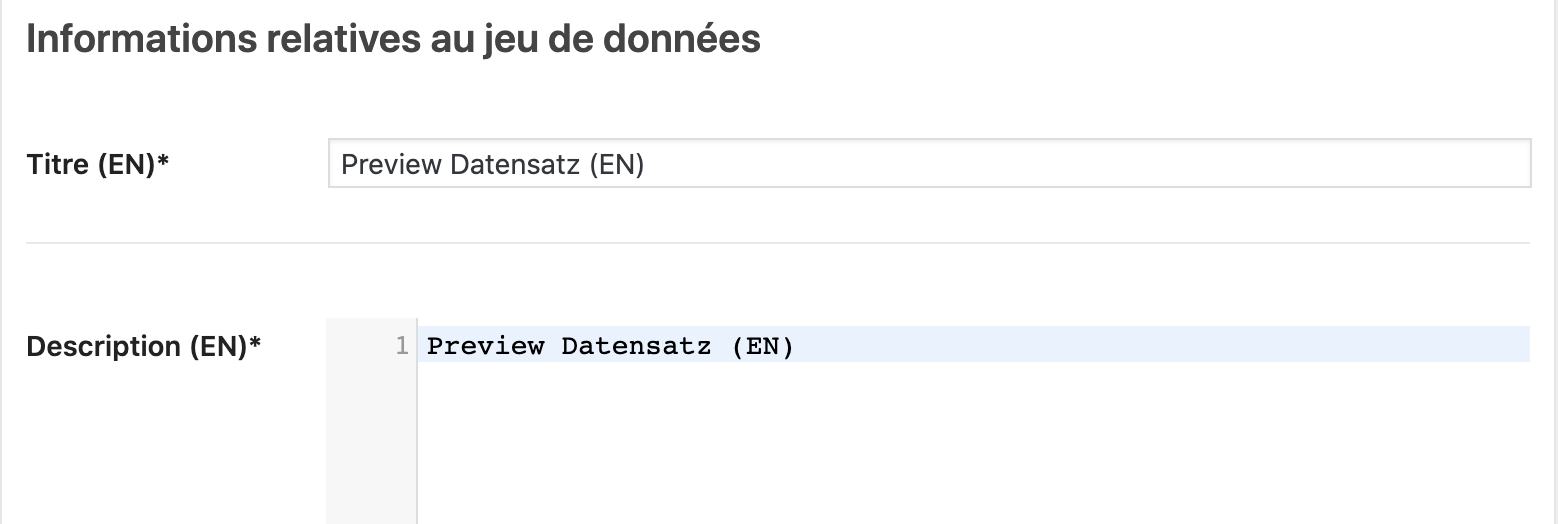 Informations relatives au jeu de données
Titre (EN)*
Preview Datensatz (EN)
Description (EN)*
1
Preview Datensatz (EN)